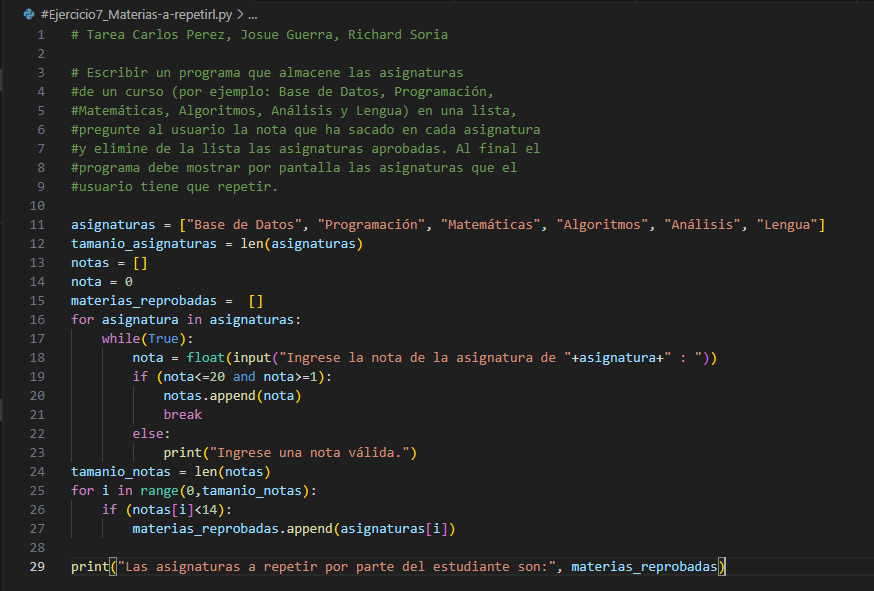 #Ejercicio7_Materias-a-repetirl.py > ...
1 # Tarea Carlos Perez, Josue Guerra, Richard Soria
2
3 # Escribir un programa que almacene las asignaturas
4 #de un curso (por ejemplo: Base de Datos, Programación,
5 #Matemáticas, Algoritmos, Análisis y Lengua) en una lista,
6 #pregunte al usuario la nota que ha sacado en cada asignatura
7 #y elimine de la lista las asignaturas aprobadas. Al final el
8 #programa debe mostrar por pantalla las asignaturas que el
9 #usuario tiene que repetir.
10
11 asignaturas = ["Base de Datos", "Programación", "Matemáticas", "Algoritmos", "Análisis", "Lengua"]
12 tamanio_asignaturas = len(asignaturas)
13 notas = []
14 nota = 0
15 materias_reprobadas =  []
16 for asignatura in asignaturas:
17     while(True):
18         nota = float(input("Ingrese la nota de la asignatura de "+asignatura+" : "))
19         if (nota<=20 and nota>=1):
20             notas.append(nota)
21             break
22         else:
23             print("Ingrese una nota válida.")
24 tamanio_notas = len(notas)
25 for i in range(0,tamanio_notas):
26     if (notas[i]<14):
27         materias_reprobadas.append(asignaturas[i])
28
29 print("Las asignaturas a repetir por parte del estudiante son:", materias_reprobadas)